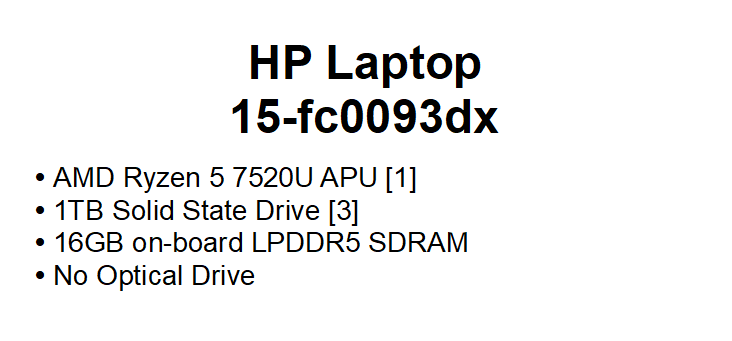 HP Laptop
15-fc0093dx
• AMD Ryzen 5 7520U APU [1]
• 1TB Solid State Drive [3]
• 16GB on-board LPDDR5 SDRAM
• No Optical Drive